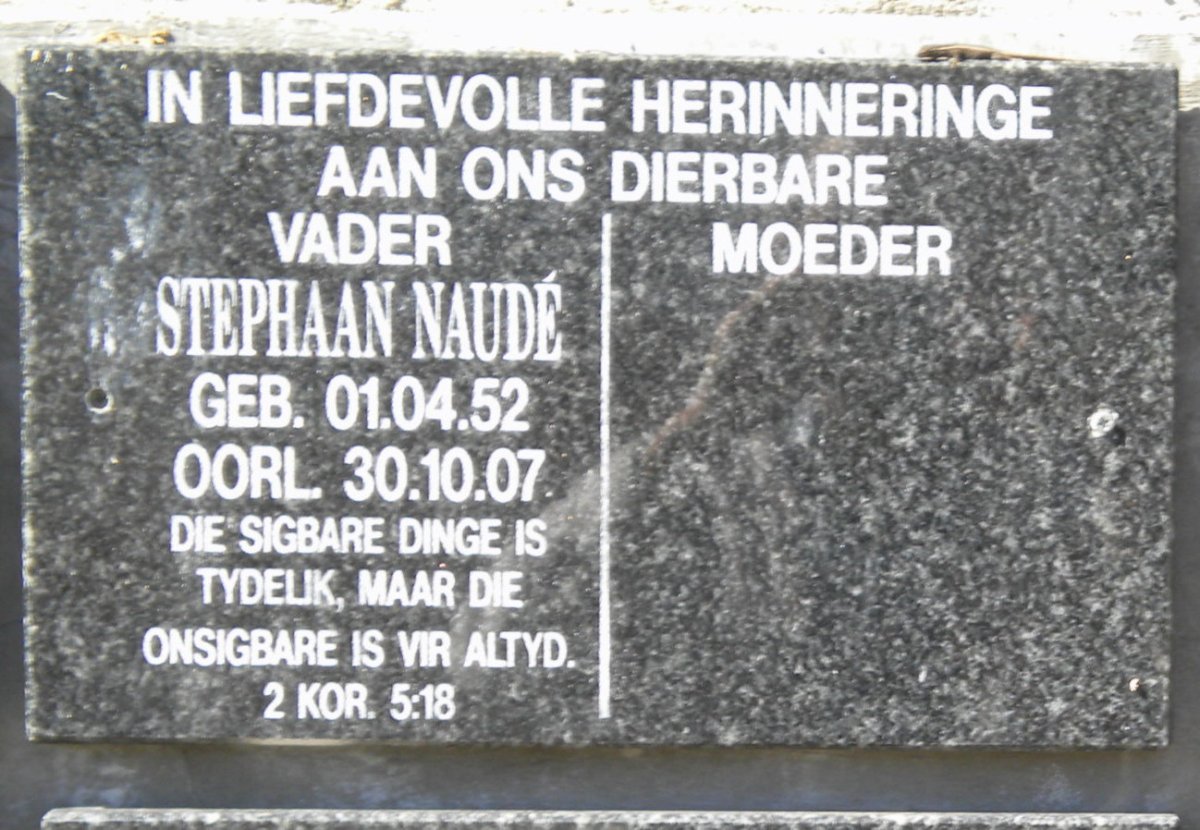 IN LIEFDEVOLLE HERINNERINGE
AAN ONS DIERBARE
VADER
STEPHAAN NAUDÉ
GEB. 01.04.52
OORL. 30.10.07
DIE SIGBARE DINGE IS
TYDELIK, MAAR DIE
ONSIGBARE IS VIR ALTYD.
2 KOR. 5:18
MOEDER